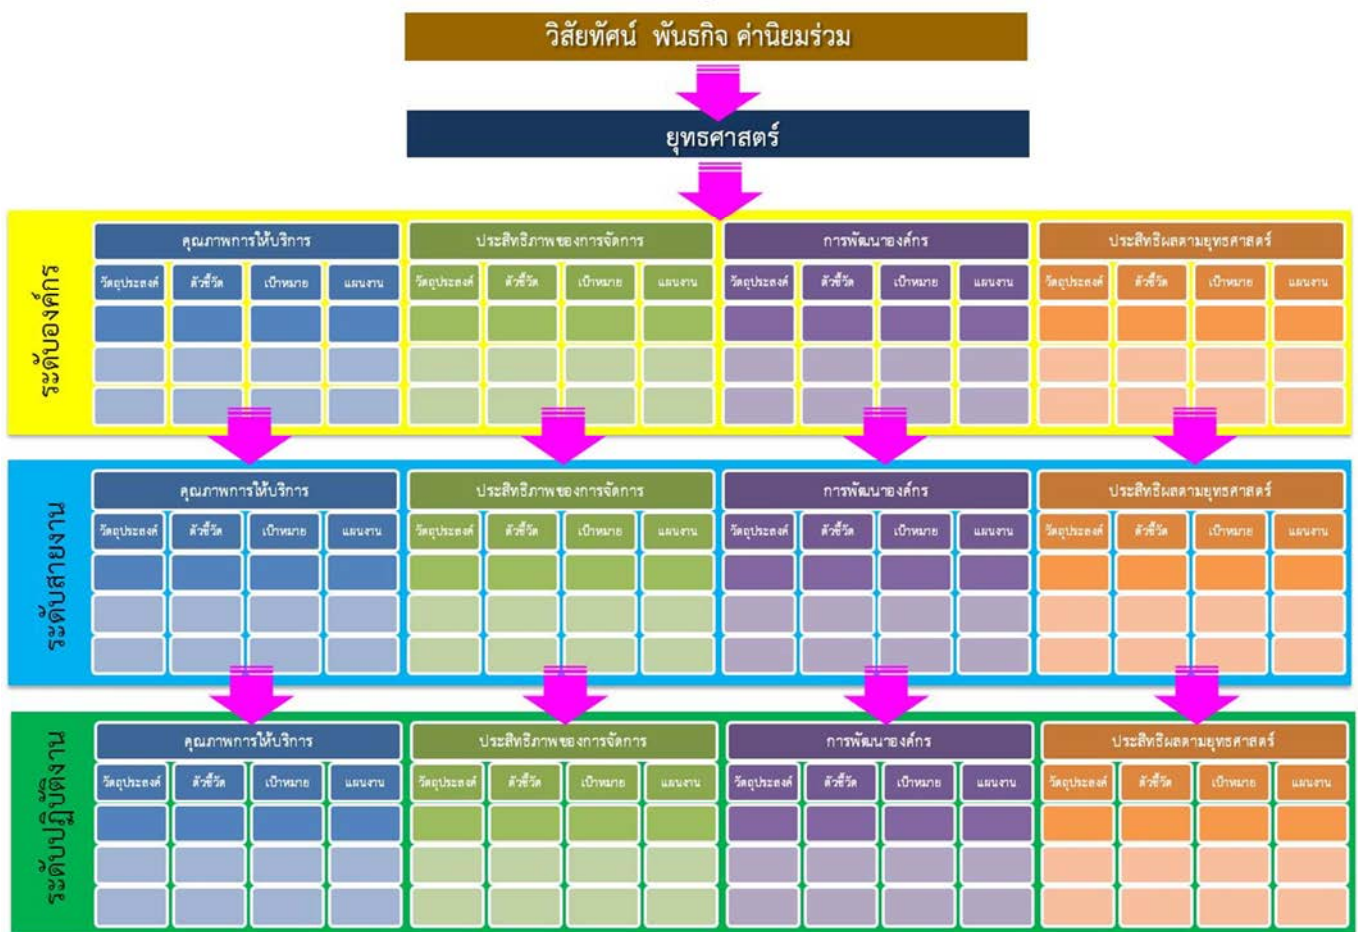 วิสัยทัศน์ พันธกิจ ค่านิยมร่วม
ยุทธศาสตร์
ระดับองค์กร
คุณภาพการให้บริการ
ประสิทธิภาพของการจัดการ
การพัฒนาองค์กร
ประสิทธิผลตามยุทธศาสตร์
วัตถุประสงค์ ตัวชี้วัด เป้าหมาย แผนงาน
วัตถุประสงค์ ตัวชี้วัด เป้าหมาย แผนงาน
วัตถุประสงค์ ตัวชี้วัด เป้าหมาย แผนงาน
วัตถุประสงค์ ตัวชี้วัด เป้าหมาย แผนงาน
ระดับสายงาน
คุณภาพการให้บริการ
ประสิทธิภาพของการจัดการ
การพัฒนาองค์กร
ประสิทธิผลตามยุทธศาสตร์
วัตถุประสงค์ ตัวชี้วัด เป้าหมาย แผนงาน
วัตถุประสงค์ ตัวชี้วัด เป้าหมาย แผนงาน
วัตถุประสงค์ ตัวชี้วัด เป้าหมาย แผนงาน
วัตถุประสงค์ ตัวชี้วัด เป้าหมาย แผนงาน
ระดับปฏิบัติงาน
คุณภาพการให้บริการ
ประสิทธิภาพของการจัดการ
การพัฒนาองค์กร
ประสิทธิผลตามยุทธศาสตร์
วัตถุประสงค์ ตัวชี้วัด เป้าหมาย แผนงาน
วัตถุประสงค์ ตัวชี้วัด เป้าหมาย แผนงาน
วัตถุประสงค์ ตัวชี้วัด เป้าหมาย แผนงาน
วัตถุประสงค์ ตัวชี้วัด เป้าหมาย แผนงาน